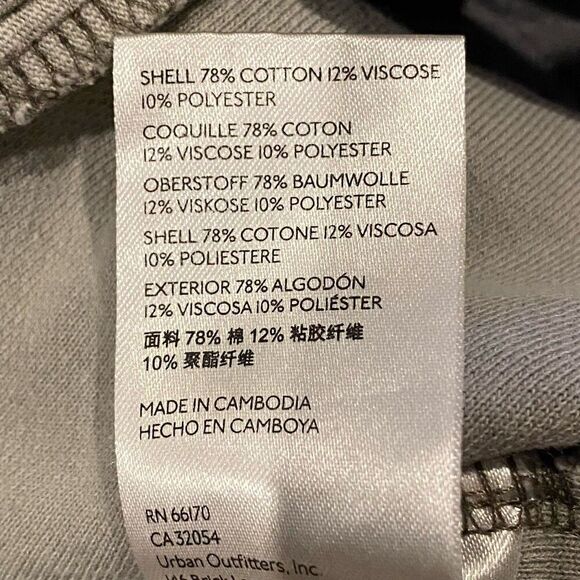 SHELL 78% COTTON 12% VISCOSE
10% POLYESTER
COQUILLE 78% COTON
12% VISCOSE 10% POLYESTER
OBERSTOFF 78% BAUMWOLLE
12% VISKOSE 10% POLYESTER
SHELL 78% COTONE 12% VISCOSA
10% POLIESTERE
EXTERIOR 78% ALGODÓN
12% VISCOSA 10% POLIÉSTER
面料 78% 棉 12% 粘胶纤维
10% 聚酯纤维
MADE IN CAMBODIA
HECHO EN CAMBOYA
RN 66170
CA 32054
Urban Outfitters, Inc.